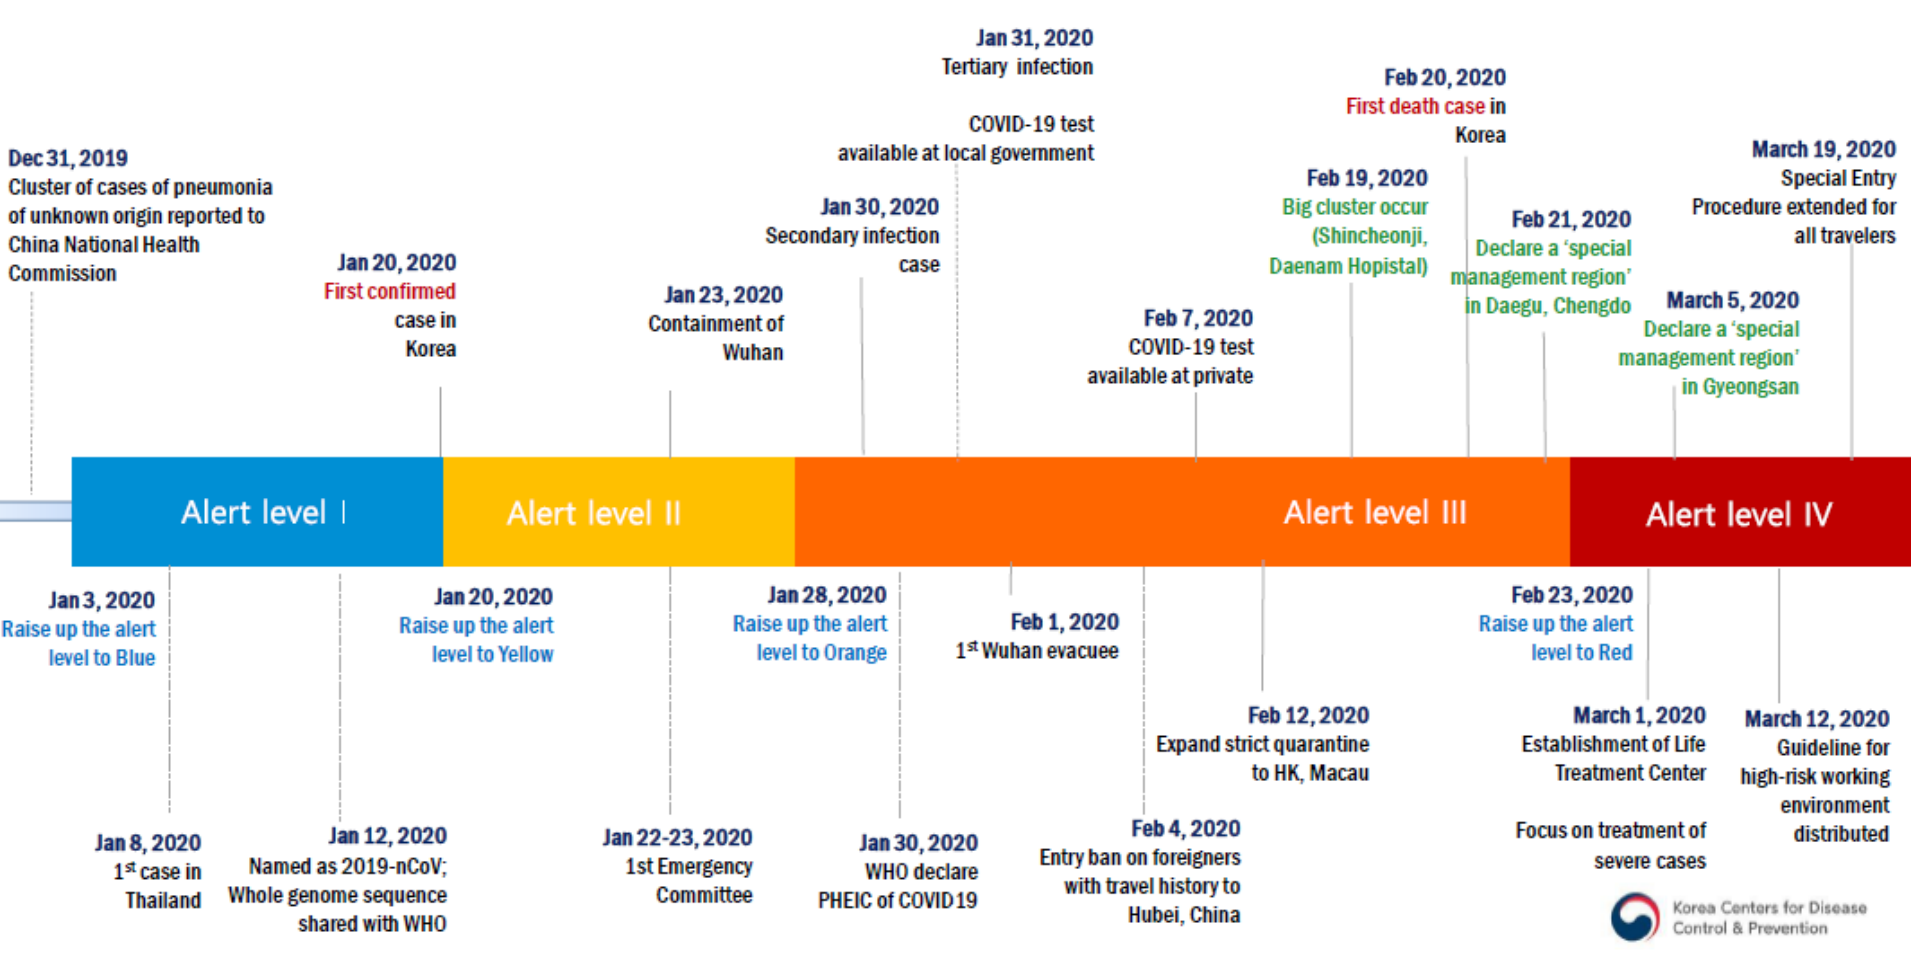 Jan 31, 2020
Tertiary infection
COVID-19 test
available at local government
Feb 20, 2020
First death case in
Korea
Dec 31, 2019
Cluster of cases of pneumonia
of unknown origin reported to
China National Health
Commission
March 19, 2020
Special Entry
Procedure extended for
all travelers
Jan 30, 2020
Secondary infection
case
Feb 19, 2020
Big cluster occur
(Shincheonji,
Daenam Hopistal)
Feb 21, 2020
Declare a ‘special
management region’
in Daegu, Chengdo
Jan 20, 2020
First confirmed
case in
Korea
Jan 23, 2020
Containment of
Wuhan
Feb 7, 2020
COVID-19 test
available at private
March 5, 2020
Declare a ‘special
management region’
in Gyeongsan
Alert level I
Alert level II
Alert level III
Alert level IV
Jan 3, 2020
Raise up the alert
level to Blue
Jan 20, 2020
Raise up the alert
level to Yellow
Jan 28, 2020
Raise up the alert
level to Orange
Feb 1, 2020
1st Wuhan evacuee
Feb 23, 2020
Raise up the alert
level to Red
Feb 12, 2020
Expand strict quarantine
to HK, Macau
March 1, 2020
Establishment of Life
Treatment Center
Focus on treatment of
severe cases
March 12, 2020
Guideline for
high-risk working
environment
distributed
Jan 8, 2020
1st case in
Thailand
Jan 12, 2020
Named as 2019-nCoV;
Whole genome sequence
shared with WHO
Jan 22-23, 2020
1st Emergency
Committee
Jan 30, 2020
WHO declare
PHEIC of COVID19
Feb 4, 2020
Entry ban on foreigners
with travel history to
Hubei, China
Korea Centers for Disease
Control & Prevention